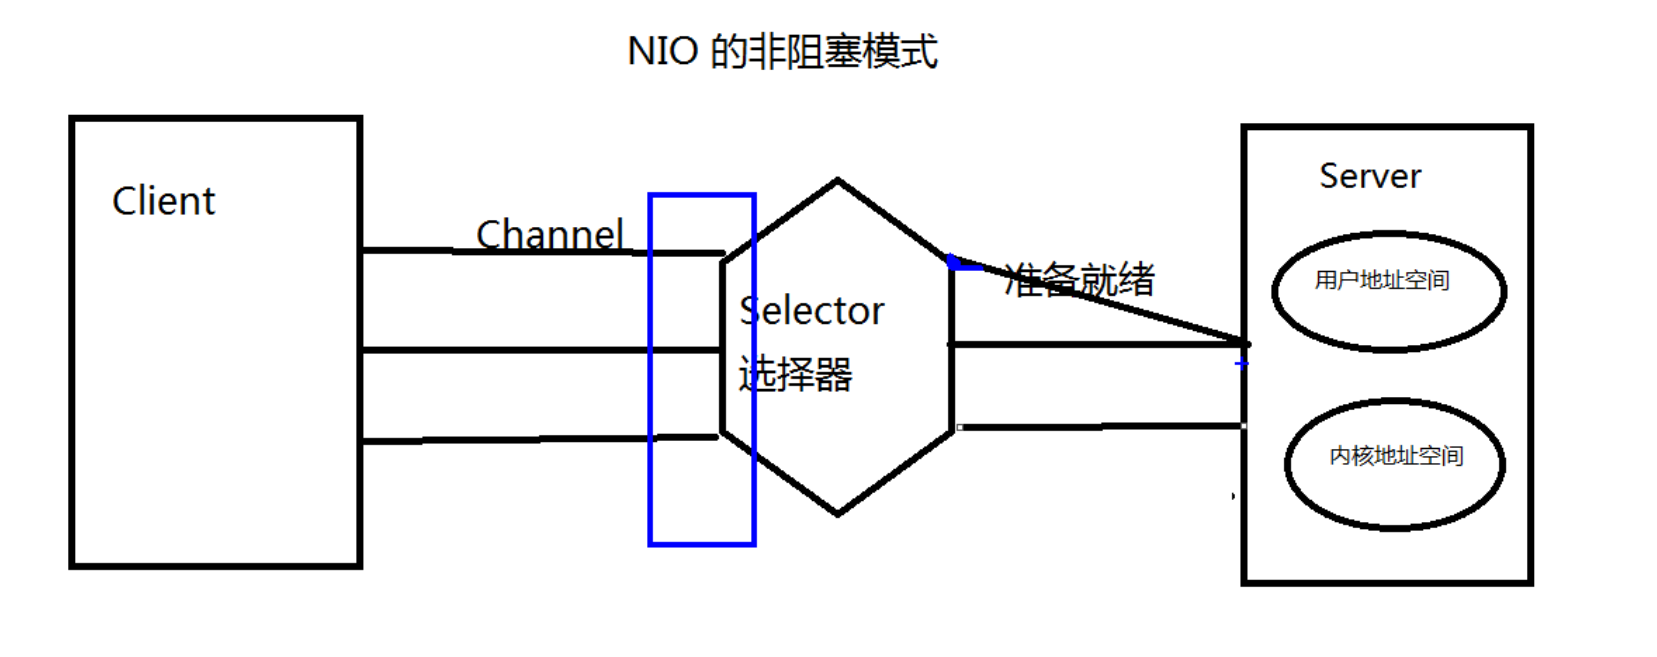 NIO 的非阻塞模式
Client
Channel
Selector
选择器
准备就绪
Server
用户地址空间
内核地址空间